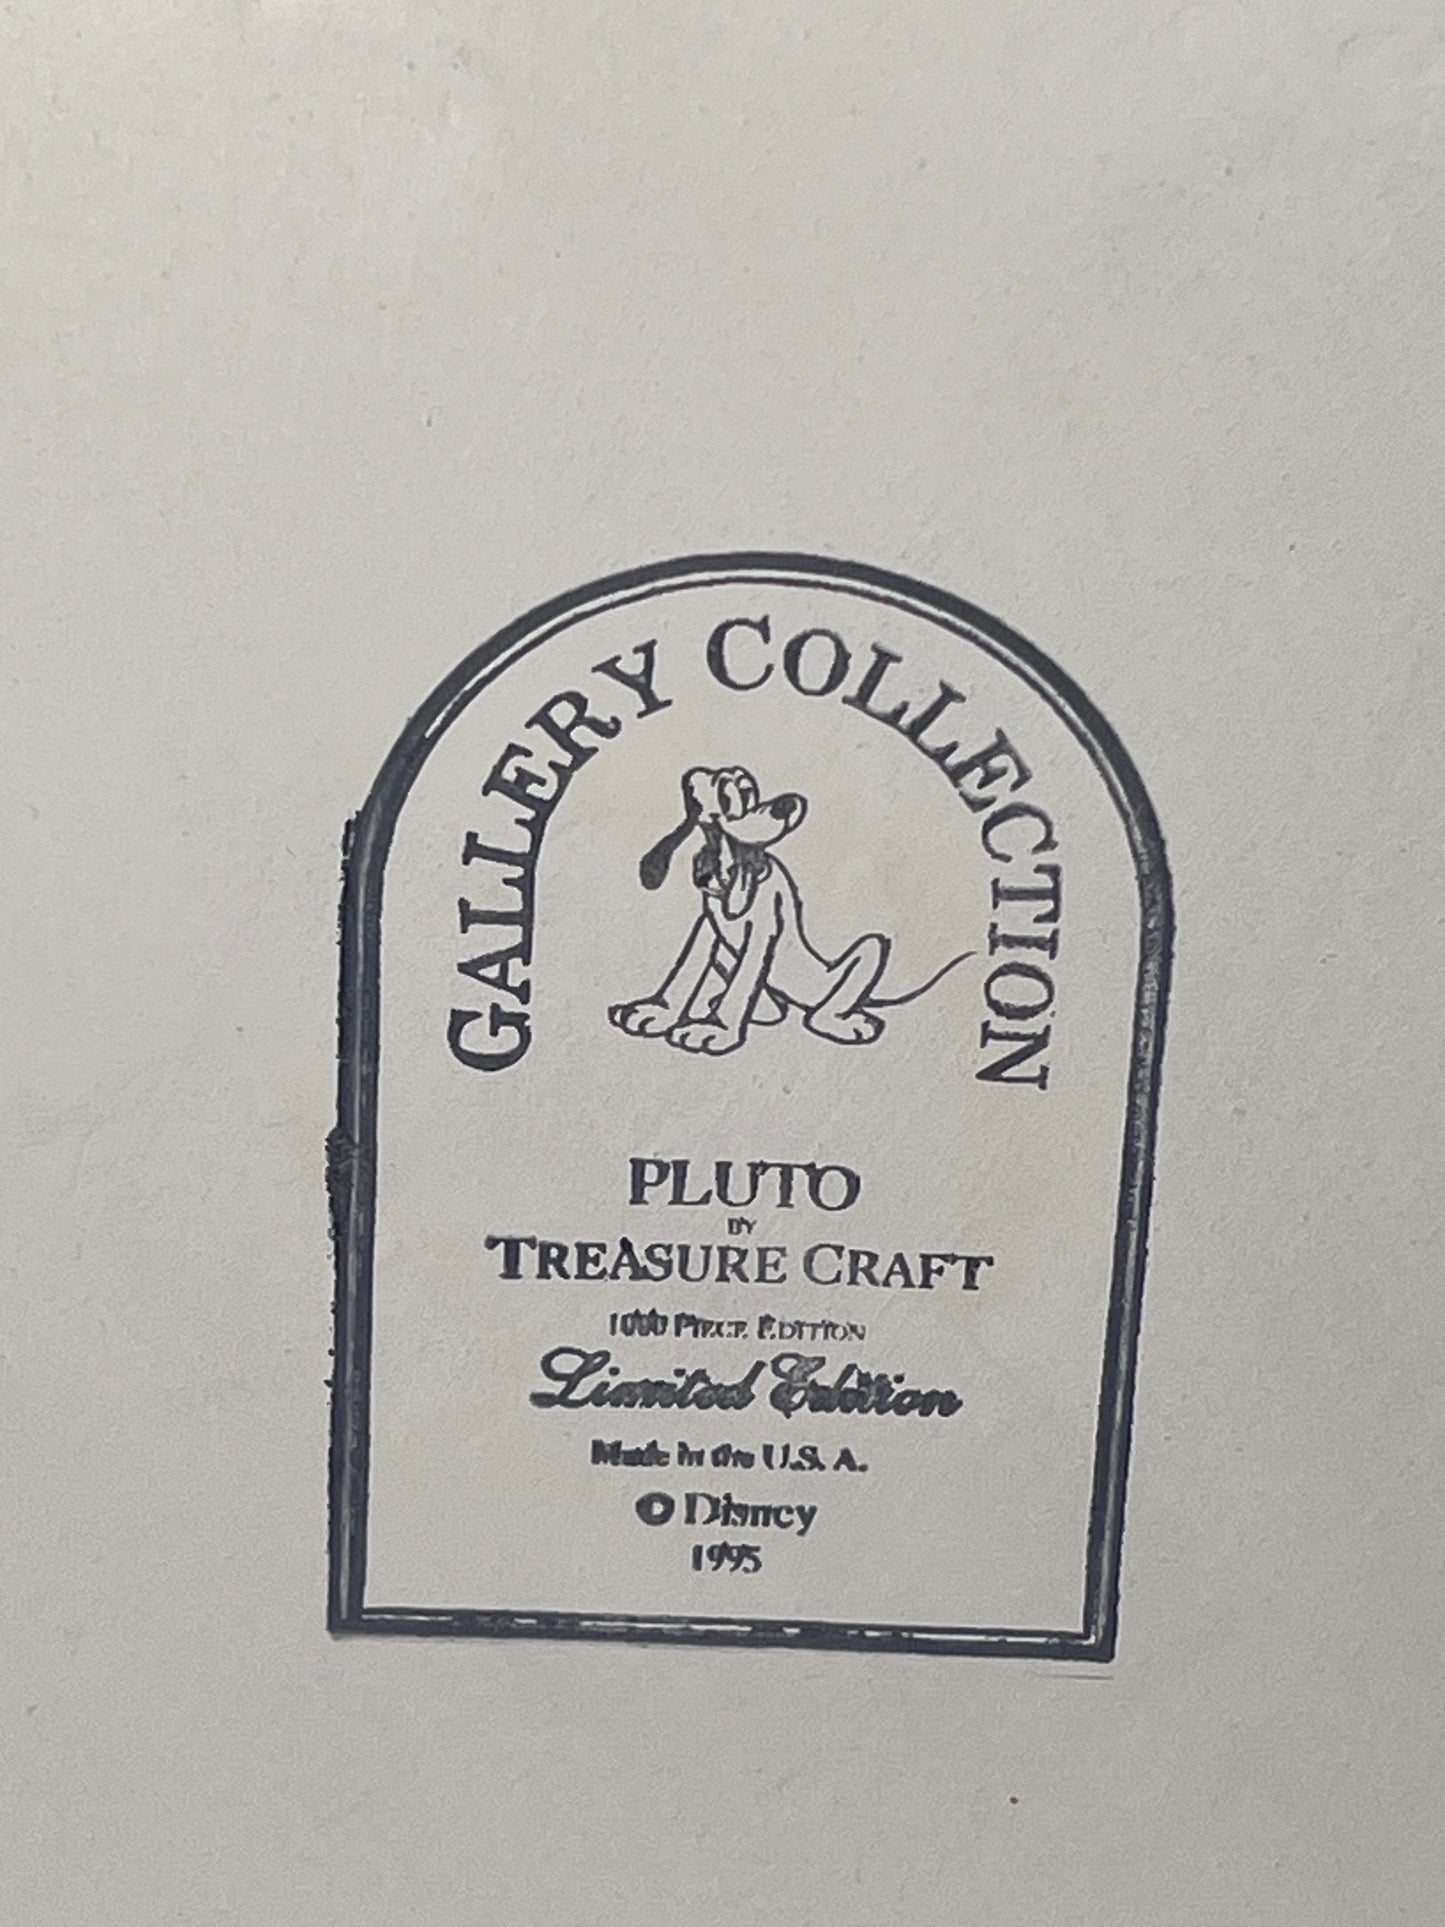 GALLERY COLLECTION
PLUTO
BY
TREASURE CRAFT
1000 PIECE EDITION
Limited Edition
Made in the U.S.A.
© Disney
1995